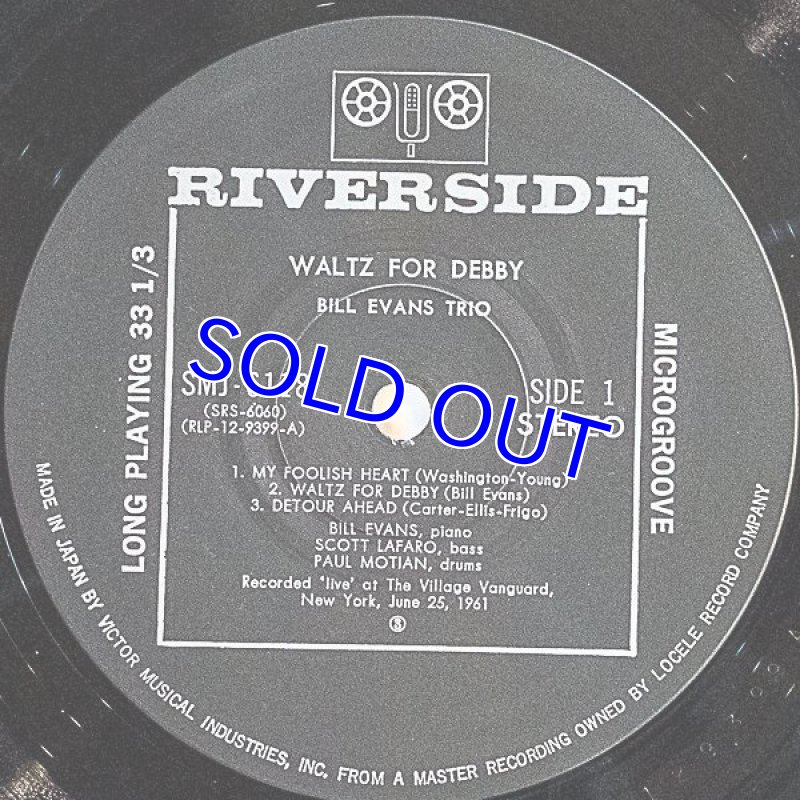 RIVERSIDE
WALTZ FOR DEBBY
BILL EVANS TRIO
LONG PLAYING 33 1/3
MICROGROOVE
SOLD OUT
SIDE 1
STEREO
(SRS-6060)
(RLP-12-9399-A)
1. MY FOOLISH HEART (Washington-Young)
2. WALTZ FOR DEBBY (Bill Evans)
3. DETOUR AHEAD (Carter-Ellis-Frigo)
BILL EVANS, piano
SCOTT LAFARO, bass
PAUL MOTIAN, drums
Recorded 'live' at The Village Vanguard,
New York, June 25, 1961
MADE IN JAPAN BY VICTOR MUSICAL INDUSTRIES, INC. FROM A MASTER RECORDING OWNED BY LOCELE RECORD COMPANY